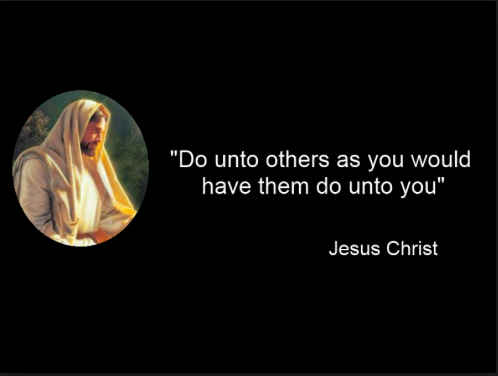 "Do unto others as you would
have them do unto you"
Jesus Christ